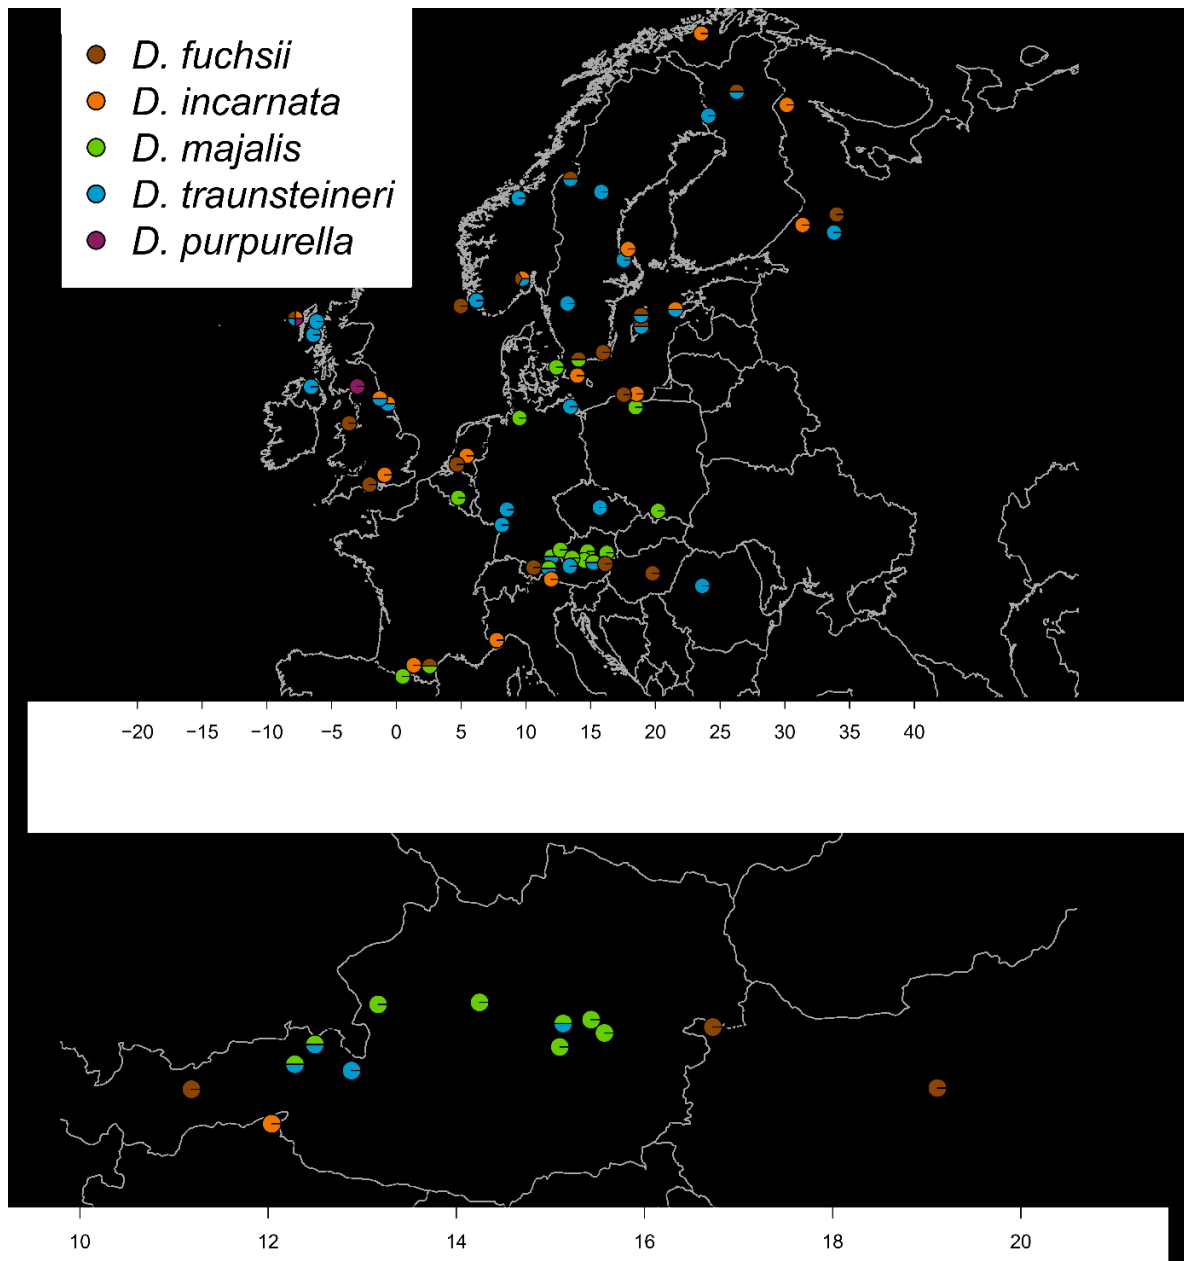 D. fuchsii
D. incarnata
D. majalis
D. traunsteineri
D. purpurella
−20 −15 −10 −5 0 5 10 15 20 25 30 35 40
10 12 14 16 18 20